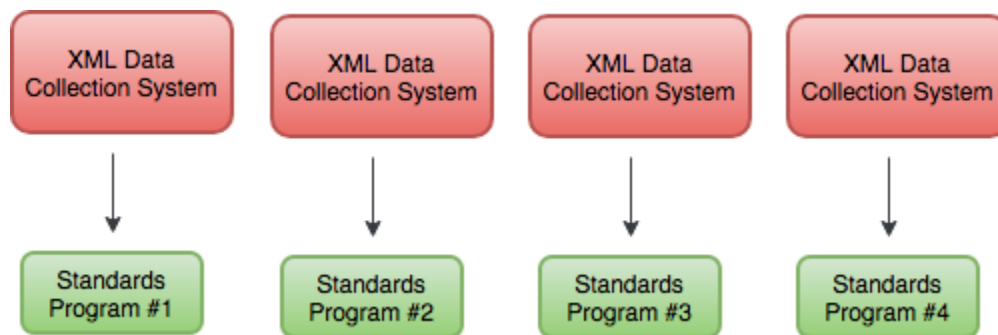 XML Data
Collection System
XML Data
Collection System
XML Data
Collection System
XML Data
Collection System
Standards
Program #1
Standards
Program #2
Standards
Program #3
Standards
Program #4